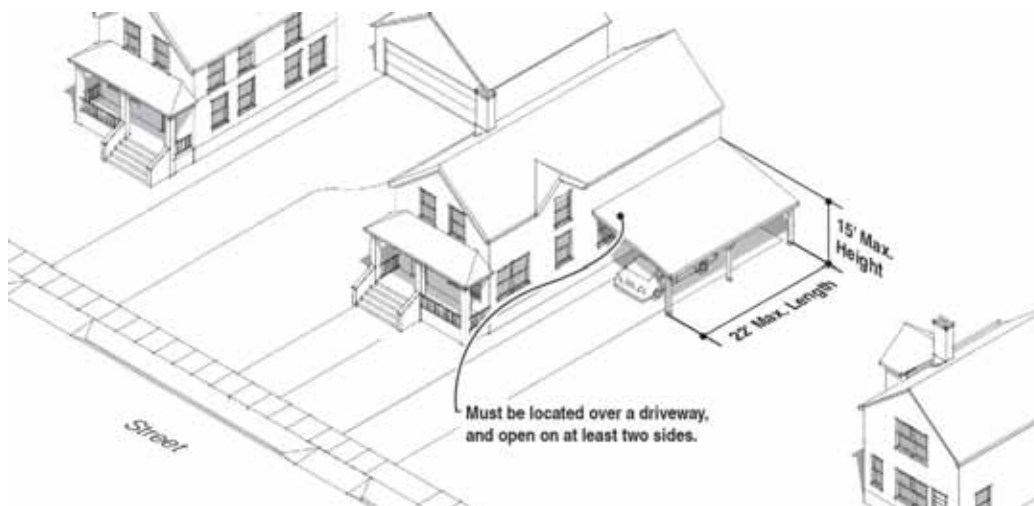 15' Max.
Height
22' Max. Length
Must be located over a driveway,
and open on at least two sides.
Street